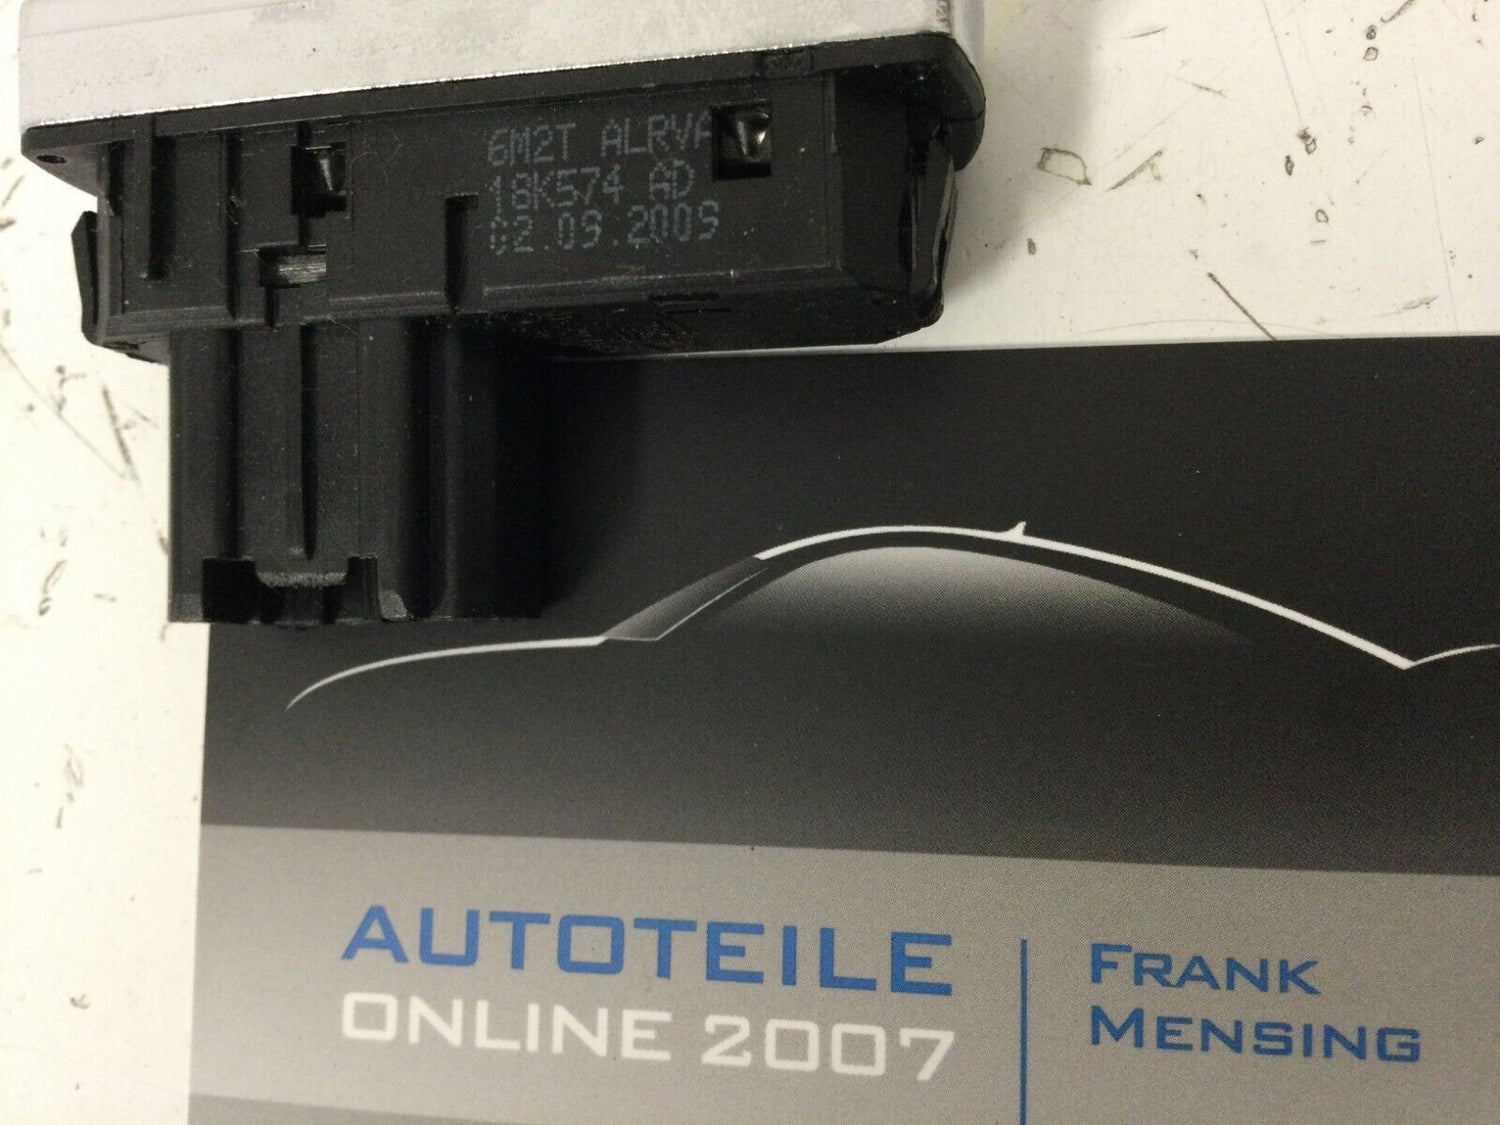 6M2T ALRVA
18K574 AD
02.09.2009
AUTOTEILE
ONLINE 2007
FRANK
MENSING